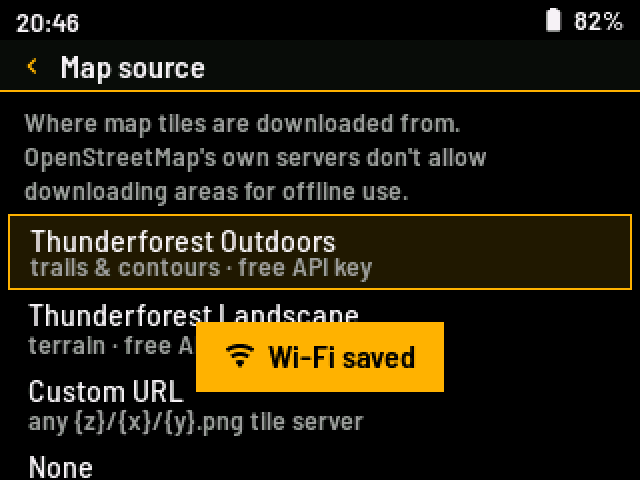 20:46
82%
Map source
Where map tiles are downloaded from.
OpenStreetMap's own servers don't allow
downloading areas for offline use.
Thunderforest Outdoors
trails & contours · free API key
Thunderforest Landscape
terrain · free A
Wi-Fi saved
Custom URL
any {z}/{x}/{y}.png tile server
None